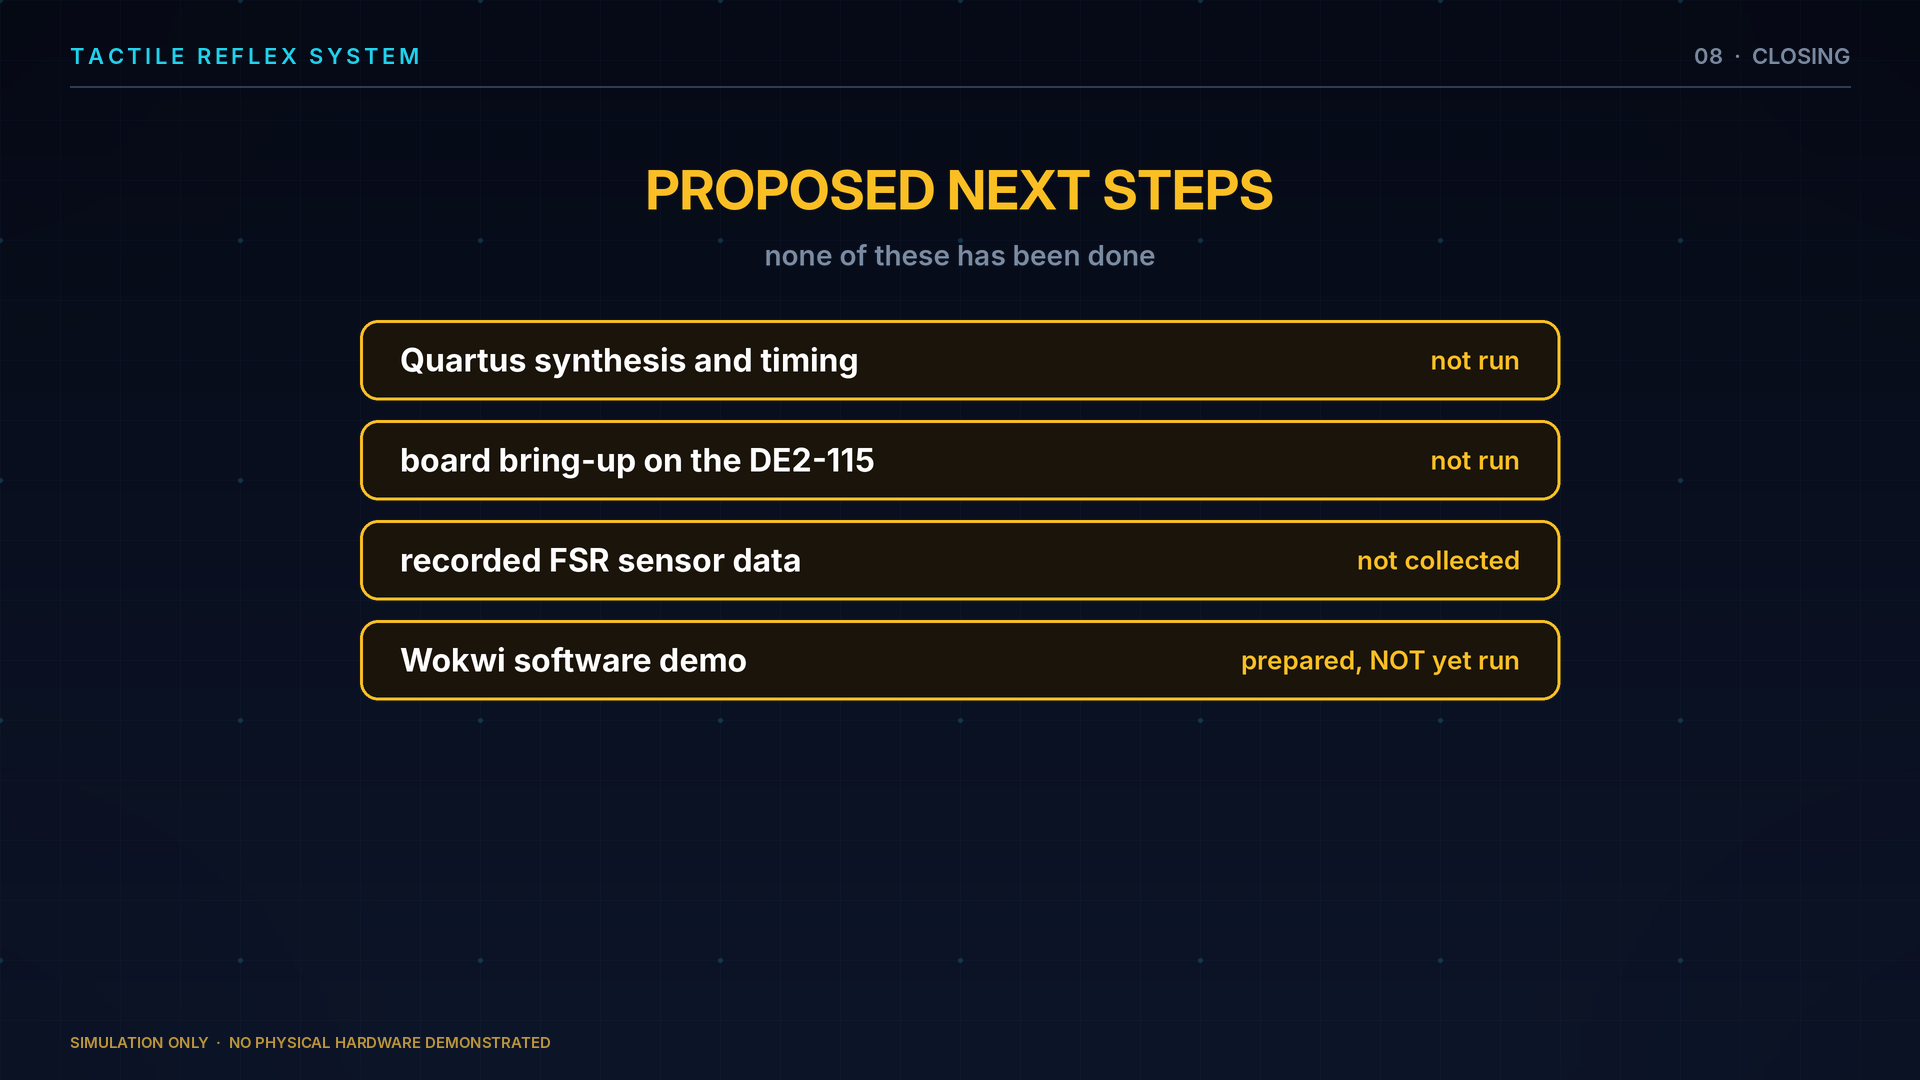 TACTILE REFLEX SYSTEM
08 · CLOSING
PROPOSED NEXT STEPS
none of these has been done
Quartus synthesis and timing
not run
board bring-up on the DE2-115
not run
recorded FSR sensor data
not collected
Wokwi software demo
prepared, NOT yet run
SIMULATION ONLY · NO PHYSICAL HARDWARE DEMONSTRATED